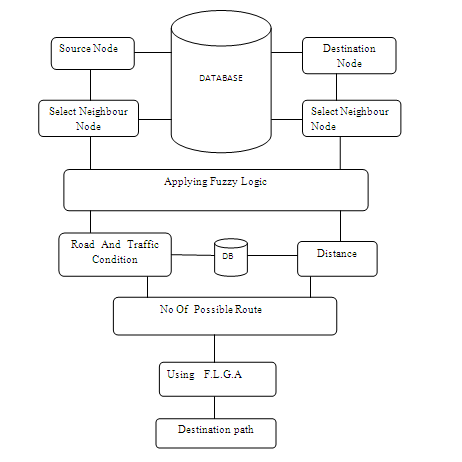 Source Node
DATABASE
Destination
Node
Select Neighbour
Node
Select Neighbour
Node
Applying Fuzzy Logic
Road And Traffic
Condition
DB
Distance
No Of Possible Route
Using F.L.G.A
Destination path